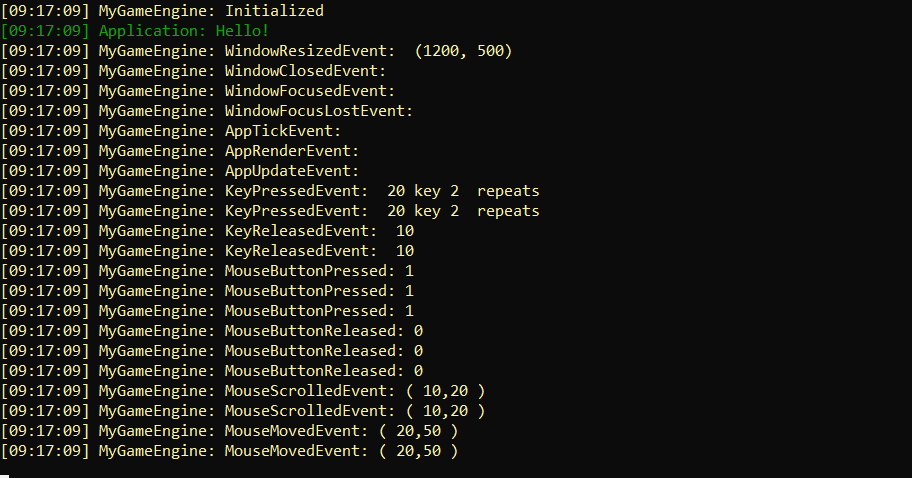 [09:17:09] MyGameEngine: Initialized
[09:17:09] Application: Hello!
[09:17:09] MyGameEngine: WindowResizedEvent:  (1200, 500)
[09:17:09] MyGameEngine: WindowClosedEvent:
[09:17:09] MyGameEngine: WindowFocusedEvent:
[09:17:09] MyGameEngine: WindowFocusLostEvent:
[09:17:09] MyGameEngine: AppTickEvent:
[09:17:09] MyGameEngine: AppRenderEvent:
[09:17:09] MyGameEngine: AppUpdateEvent:
[09:17:09] MyGameEngine: KeyPressedEvent:  20 key 2  repeats
[09:17:09] MyGameEngine: KeyPressedEvent:  20 key 2  repeats
[09:17:09] MyGameEngine: KeyReleasedEvent:  10
[09:17:09] MyGameEngine: KeyReleasedEvent:  10
[09:17:09] MyGameEngine: MouseButtonPressed: 1
[09:17:09] MyGameEngine: MouseButtonPressed: 1
[09:17:09] MyGameEngine: MouseButtonPressed: 1
[09:17:09] MyGameEngine: MouseButtonReleased: 0
[09:17:09] MyGameEngine: MouseButtonReleased: 0
[09:17:09] MyGameEngine: MouseButtonReleased: 0
[09:17:09] MyGameEngine: MouseScrolledEvent: ( 10,20 )
[09:17:09] MyGameEngine: MouseScrolledEvent: ( 10,20 )
[09:17:09] MyGameEngine: MouseMovedEvent: ( 20,50 )
[09:17:09] MyGameEngine: MouseMovedEvent: ( 20,50 )